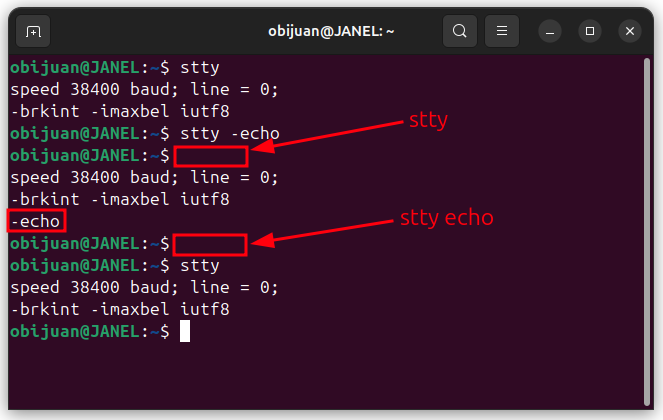 obijuan@JANEL: ~
obijuan@JANEL:~$ stty
speed 38400 baud; line = 0;
-brkint -imaxbel iutf8
obijuan@JANEL:~$ stty -echo
obijuan@JANEL:~$
stty
speed 38400 baud; line = 0;
-brkint -imaxbel iutf8
-echo
stty echo
obijuan@JANEL:~$
obijuan@JANEL:~$ stty
speed 38400 baud; line = 0;
-brkint -imaxbel iutf8
obijuan@JANEL:~$